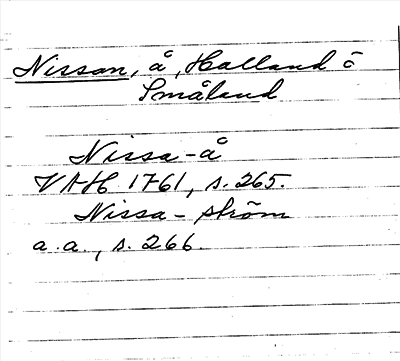 Nissan, å, Halland o
Småland
Nissa-å
VAH 1761, s. 265.
Nissa-ström
a.a., s. 266.